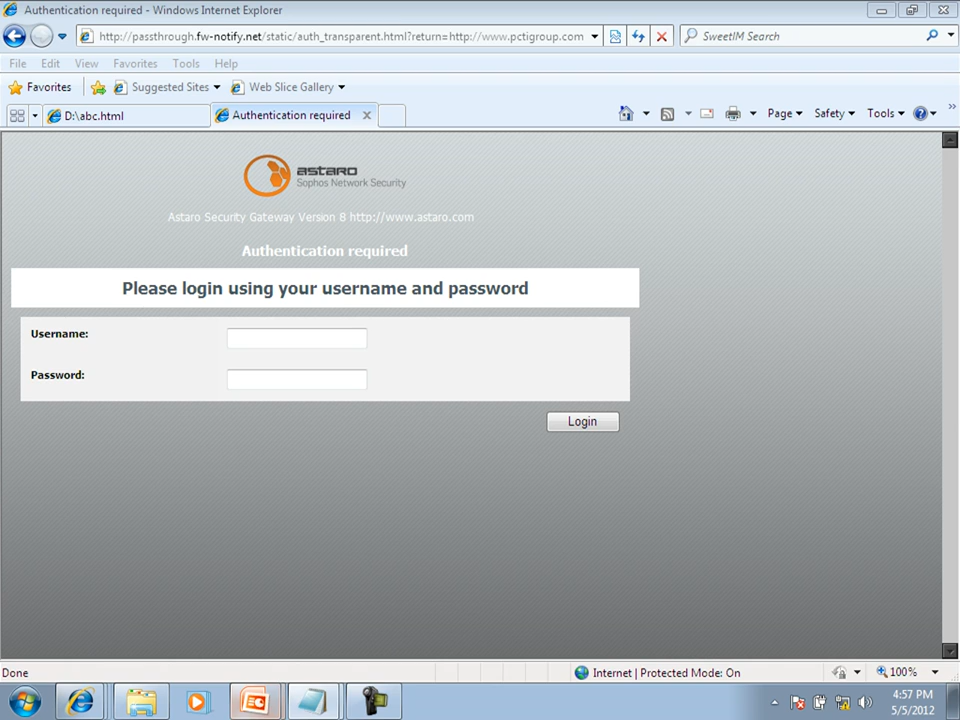 Authentication required - Windows Internet Explorer
http://passthrough.fw-notify.net/static/auth_transparent.html?return=http://www.pctigroup.com
SweetIM Search
File Edit View Favorites Tools Help
Favorites Suggested Sites Web Slice Gallery
D:\abc.html Authentication required Page Safety Tools
astaro
Sophos Network Security
Astaro Security Gateway Version 8 http://www.astaro.com
Authentication required
Please login using your username and password
Username:
Password:
Login
Done Internet | Protected Mode: On 100%
4:57 PM
5/5/2012